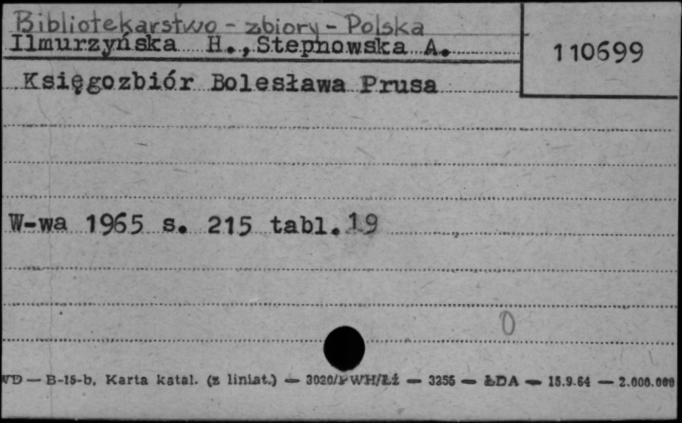 Bibliotekarstwo - zbiory - Polska
Ilmurzyńska H., Stepnowska A.
110699
Księgozbiór Bolesława Prusa
W-wa 1965 s. 215 tabl. 19
0
VD — B-15-b, Karta katal. (z liniat.) — 3020/PWH/Łź — 3255 — ŁDA — 15.9.64 — 2.000.000